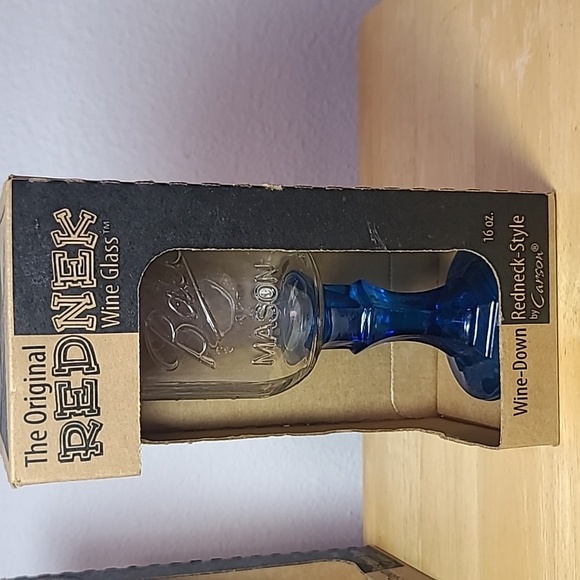 The Original
REDNEK
Wine Glass™
Ball
MASON
16 oz.
Wine-Down Redneck-Style
by Carson®